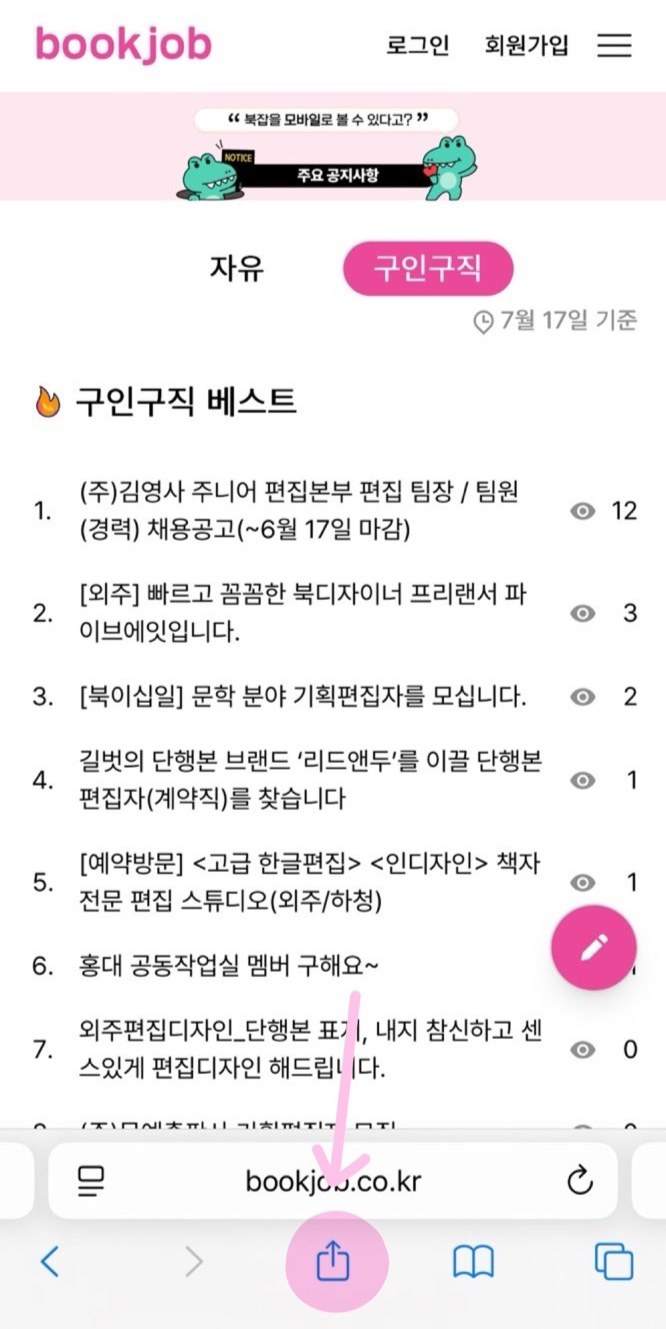 bookjob
로그인 회원가입
“ 북잡을 모바일로 볼 수 있다고? ”
NOTICE
주요 공지사항
자유 구인구직
7월 17일 기준
구인구직 베스트
1. (주)김영사 주니어 편집본부 편집 팀장 / 팀원
(경력) 채용공고(~6월 17일 마감) 12
2. [외주] 빠르고 꼼꼼한 북디자이너 프리랜서 파
이브에잇입니다. 3
3. [북이십일] 문학 분야 기획편집자를 모십니다. 2
4. 길벗의 단행본 브랜드 ‘리드앤두’를 이끌 단행본
편집자(계약직)를 찾습니다 1
5. [예약방문] <고급 한글편집> <인디자인> 책자
전문 편집 스튜디오(외주/하청) 1
6. 홍대 공동작업실 멤버 구해요~
7. 외주편집디자인_단행본 표지, 내지 참신하고 센
스있게 편집디자인 해드립니다. 0
bookjob.co.kr